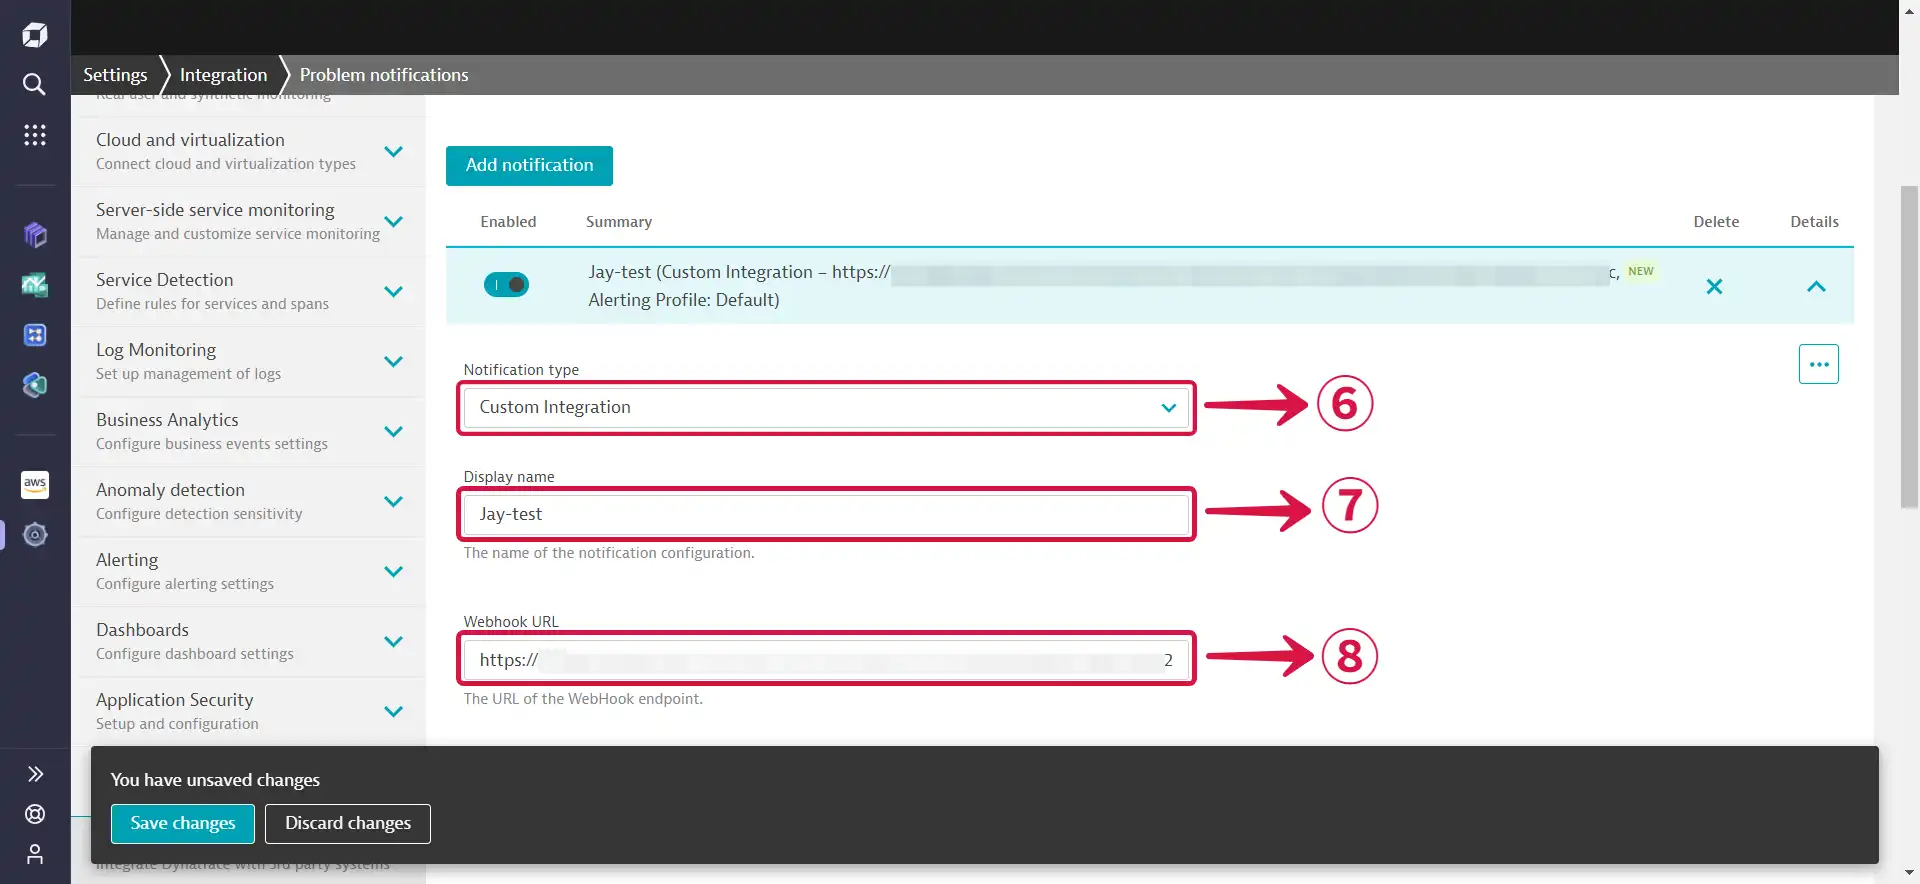 Settings
Integration
Problem notifications
Real user and synthetic monitoring
Cloud and virtualization
Connect cloud and virtualization types
Server-side service monitoring
Manage and customize service monitoring
Service Detection
Define rules for services and spans
Log Monitoring
Set up management of logs
Business Analytics
Configure business events settings
Anomaly detection
Configure detection sensitivity
Alerting
Configure alerting settings
Dashboards
Configure dashboard settings
Application Security
Setup and configuration
Integrate Dynatrace with 3rd party systems
aws
Add notification
Enabled Summary Delete Details
Jay-test (Custom Integration – https:// c, NEW
Alerting Profile: Default)
Notification type
Custom Integration
6
Display name
Jay-test
7
The name of the notification configuration.
Webhook URL
https:// 2
8
The URL of the WebHook endpoint.
You have unsaved changes
Save changes
Discard changes